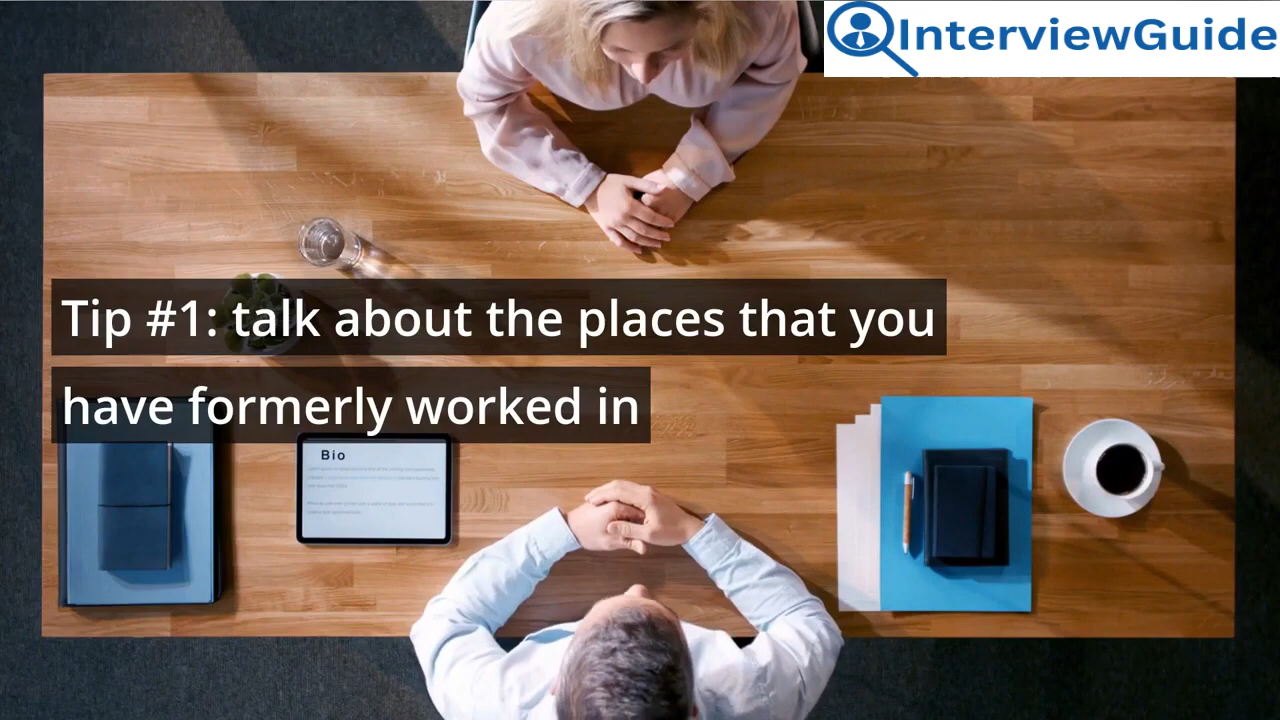 InterviewGuide
Tip #1: talk about the places that you
have formerly worked in
Bio